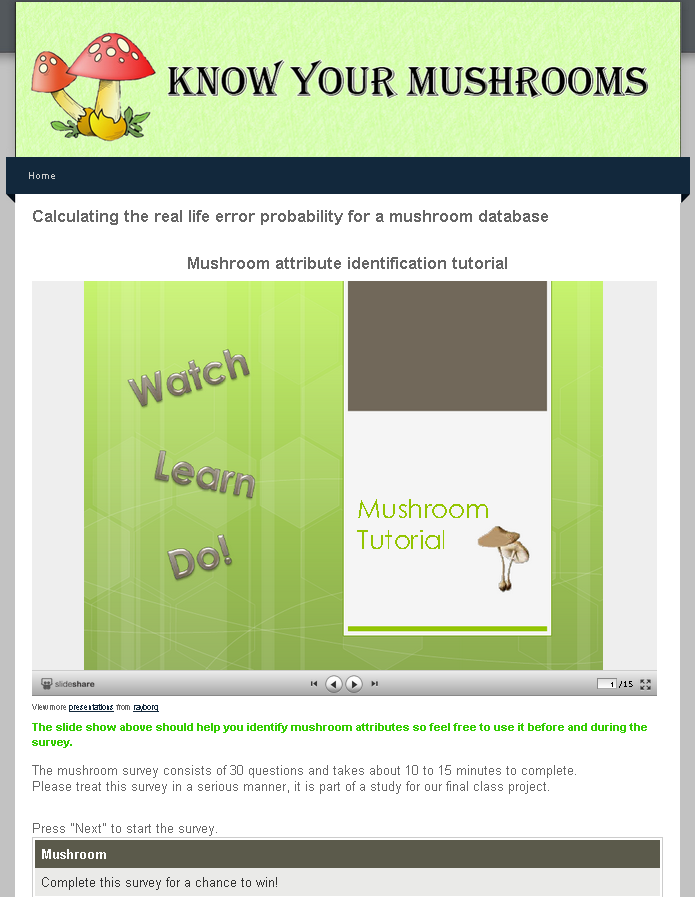 KNOW YOUR MUSHROOMS
Home
Calculating the real life error probability for a mushroom database
Mushroom attribute identification tutorial
Watch
Learn
Do!
Mushroom
Tutorial
slideshare
1 /15
View more presentations from rayborg
The slide show above should help you identify mushroom attributes so feel free to use it before and during the
survey.
The mushroom survey consists of 30 questions and takes about 10 to 15 minutes to complete.
Please treat this survey in a serious manner, it is part of a study for our final class project.
Press "Next" to start the survey.
Mushroom
Complete this survey for a chance to win!